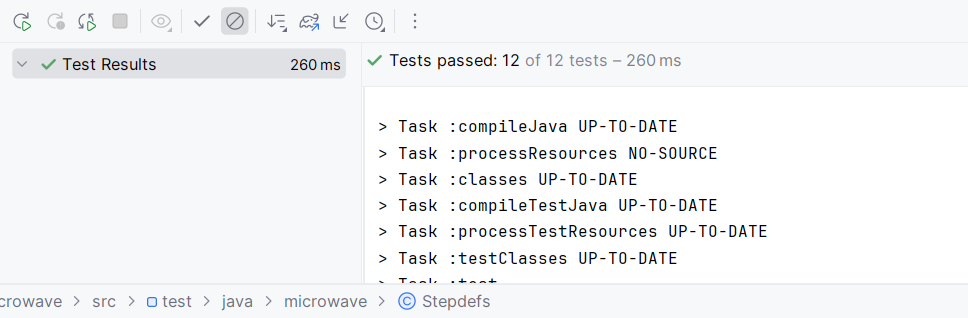 Test Results 260 ms
Tests passed: 12 of 12 tests – 260 ms
> Task :compileJava UP-TO-DATE
> Task :processResources NO-SOURCE
> Task :classes UP-TO-DATE
> Task :compileTestJava UP-TO-DATE
> Task :processTestResources UP-TO-DATE
> Task :testClasses UP-TO-DATE
> Task :test
crowave > src > test > java > microwave > Stepdefs